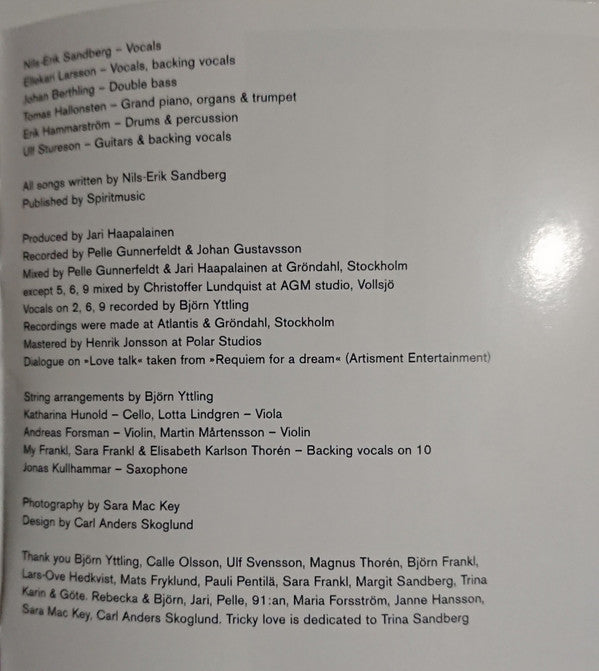 Nils-Erik Sandberg – Vocals
Ellekari Larsson – Vocals, backing vocals
Johan Berthling – Double bass
Tomas Hallonsten – Grand piano, organs & trumpet
Erik Hammarström – Drums & percussion
Ulf Stureson – Guitars & backing vocals
All songs written by Nils-Erik Sandberg
Published by Spiritmusic
Produced by Jari Haapalainen
Recorded by Pelle Gunnerfeldt & Johan Gustavsson
Mixed by Pelle Gunnerfeldt & Jari Haapalainen at Gröndahl, Stockholm
except 5, 6, 9 mixed by Christoffer Lundquist at AGM studio, Vollsjö
Vocals on 2, 6, 9 recorded by Björn Yttling
Recordings were made at Atlantis & Gröndahl, Stockholm
Mastered by Henrik Jonsson at Polar Studios
Dialogue on »Love talk« taken from »Requiem for a dream« (Artisment Entertainment)
String arrangements by Björn Yttling
Katharina Hunold – Cello, Lotta Lindgren – Viola
Andreas Forsman – Violin, Martin Mårtensson – Violin
My Frankl, Sara Frankl & Elisabeth Karlson Thorén – Backing vocals on 10
Jonas Kullhammar – Saxophone
Photography by Sara Mac Key
Design by Carl Anders Skoglund
Thank you Björn Yttling, Calle Olsson, Ulf Svensson, Magnus Thorén, Björn Frankl,
Lars-Ove Hedkvist, Mats Fryklund, Pauli Pentilä, Sara Frankl, Margit Sandberg, Trina
Karin & Göte. Rebecka & Björn, Jari, Pelle, 91:an, Maria Forsström, Janne Hansson,
Sara Mac Key, Carl Anders Skoglund. Tricky love is dedicated to Trina Sandberg